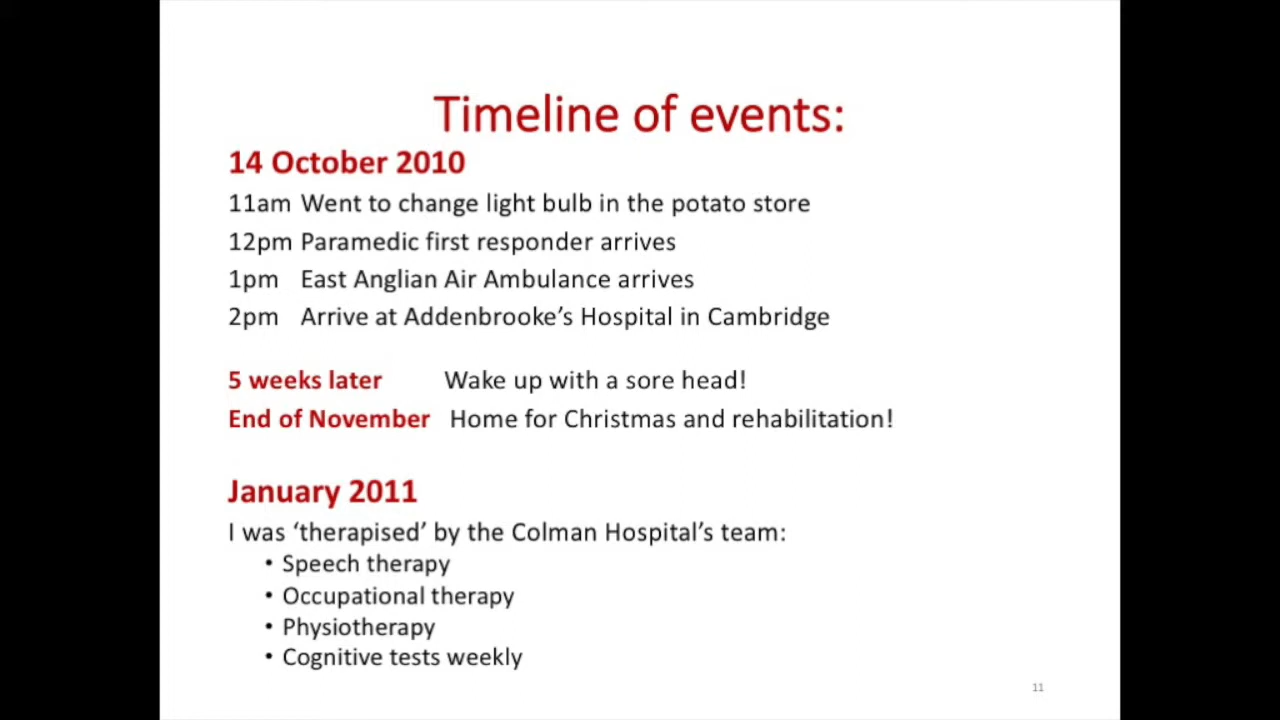 Timeline of events:
14 October 2010
11am Went to change light bulb in the potato store
12pm Paramedic first responder arrives
1pm East Anglian Air Ambulance arrives
2pm Arrive at Addenbrooke’s Hospital in Cambridge
5 weeks later Wake up with a sore head!
End of November Home for Christmas and rehabilitation!
January 2011
I was ‘therapised’ by the Colman Hospital’s team:
• Speech therapy
• Occupational therapy
• Physiotherapy
• Cognitive tests weekly
11